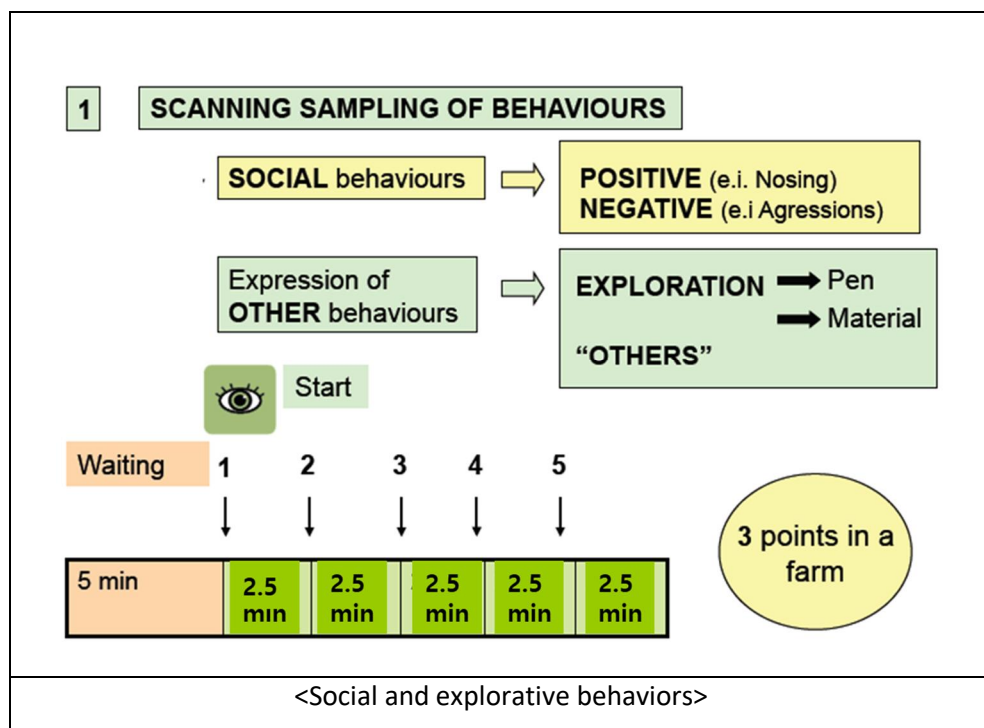 1 SCANNING SAMPLING OF BEHAVIOURS
SOCIAL behaviours
POSITIVE (e.i. Nosing)
NEGATIVE (e.i Agressions)
Expression of
OTHER behaviours
EXPLORATION
Pen
Material
“OTHERS”
Start
Waiting 1 2 3 4 5
5 min
2.5
min
2.5
min
2.5
min
2.5
min
2.5
min
3 points in a
farm
<Social and explorative behaviors>